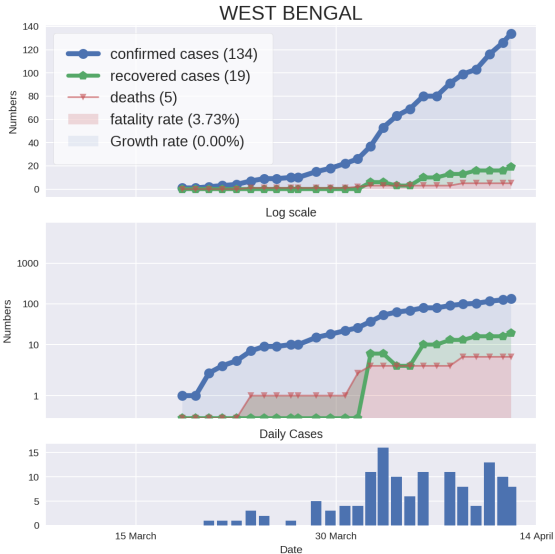 WEST BENGAL
140
120
100
80
60
40
20
0
Numbers
confirmed cases (134)
recovered cases (19)
deaths (5)
fatality rate (3.73%)
Growth rate (0.00%)
Log scale
1000
100
10
1
Numbers
Daily Cases
15
10
5
0
15 March
30 March
14 April
Date